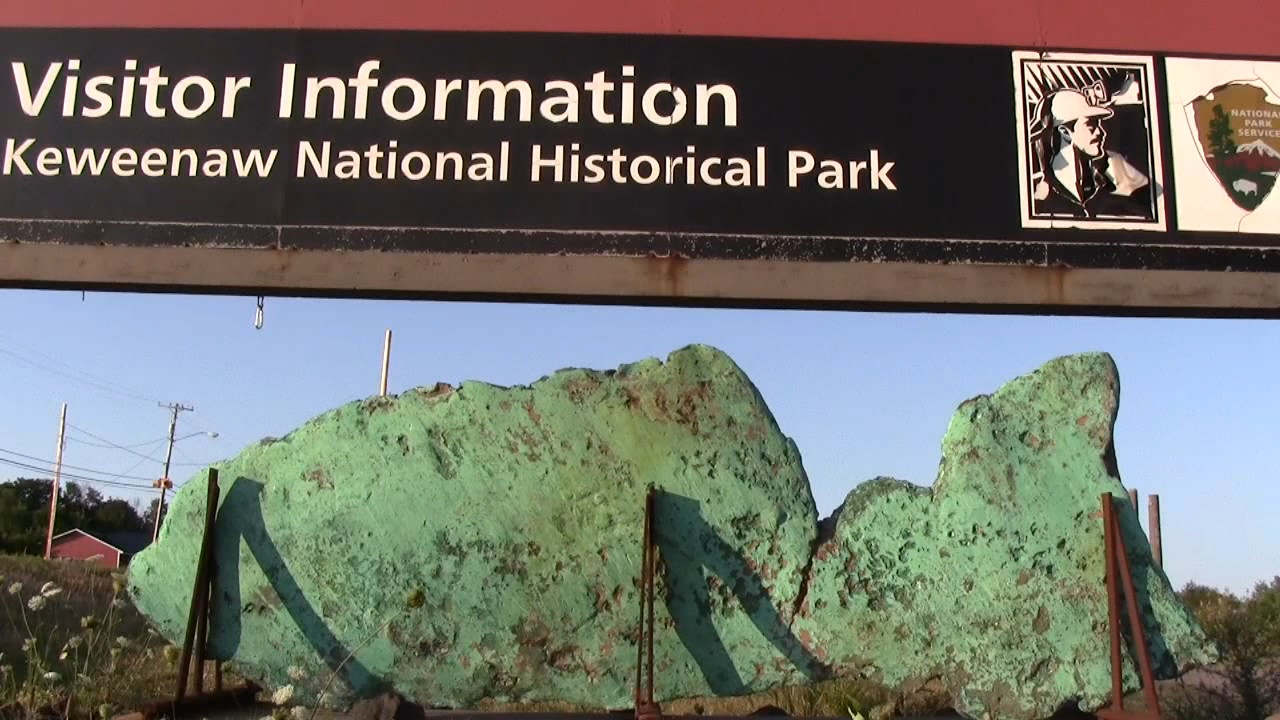 Visitor Information
Keweenaw National Historical Park
NATIONAL
PARK
SERVICE